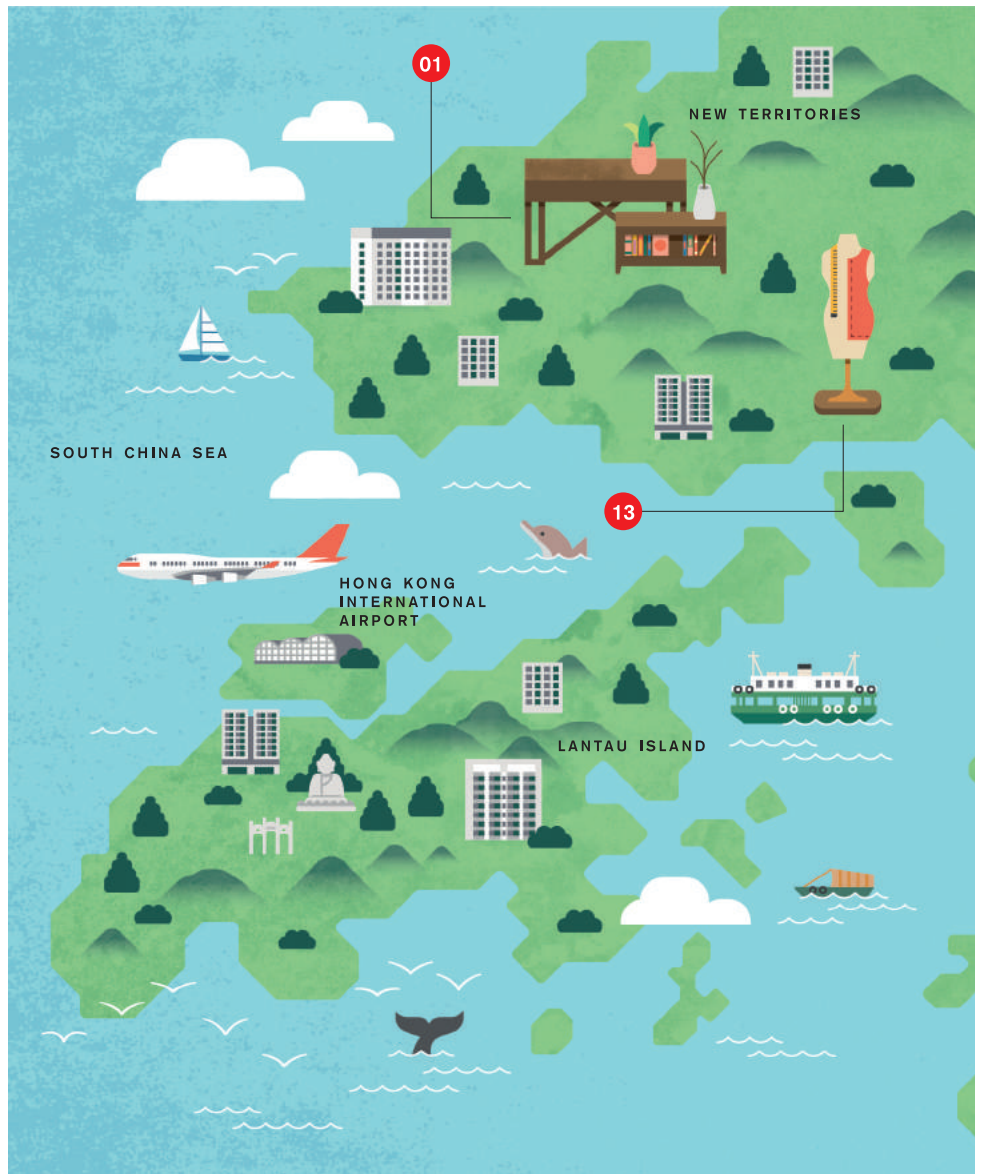 01
NEW TERRITORIES
SOUTH CHINA SEA
13
HONG KONG
INTERNATIONAL
AIRPORT
LANTAU ISLAND